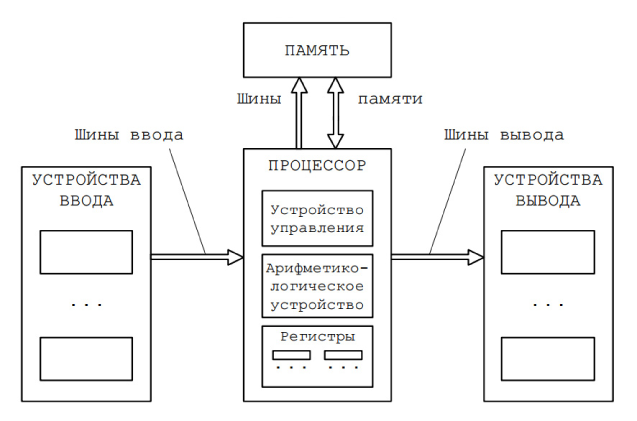 ПАМЯТЬ
Шины памяти
Шины ввода
Шины вывода
УСТРОЙСТВА
ВВОДА
...
ПРОЦЕССОР
Устройство
управления
Арифметико-
логическое
устройство
Регистры
... ...
УСТРОЙСТВА
ВЫВОДА
...